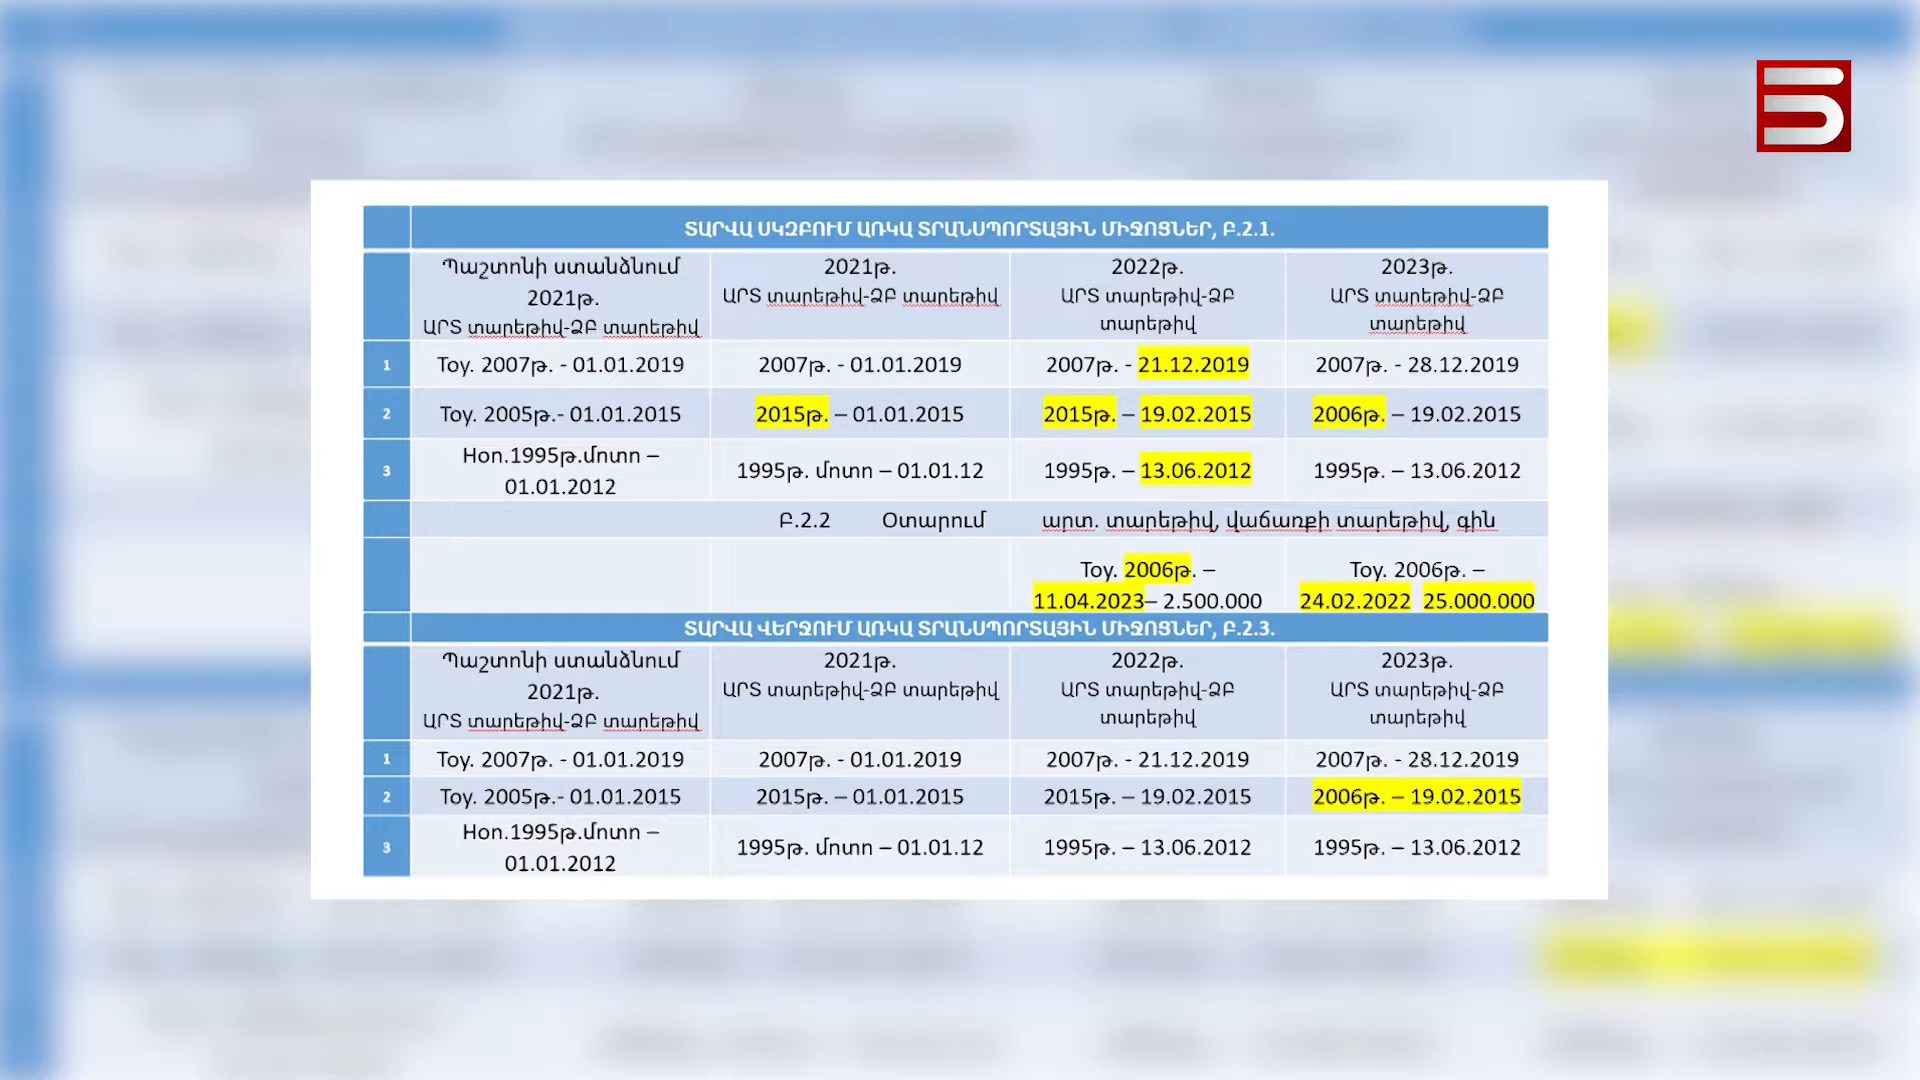 ՏԱՐՎԱ ՍԿԶԲՈՒՄ ԱՌԿԱ ՏՐԱՆՍՊՈՐՏԱՅԻՆ ՄԻՋՈՑՆԵՐ, Բ.2.1.
Պաշտոնի ստանձնում
2021թ.
ԱՐՏ տարեթիվ-ՁԲ տարեթիվ
2021թ.
ԱՐՏ տարեթիվ-ՁԲ տարեթիվ
2022թ.
ԱՐՏ տարեթիվ-ՁԲ
տարեթիվ
2023թ.
ԱՐՏ տարեթիվ-ՁԲ
տարեթիվ
1 Toy. 2007թ. - 01.01.2019 2007թ. - 01.01.2019 2007թ. - 21.12.2019 2007թ. - 28.12.2019
2 Toy. 2005թ.- 01.01.2015 2015թ. – 01.01.2015 2015թ. – 19.02.2015 2006թ. – 19.02.2015
3 Hon.1995թ.մոտո –
01.01.2012
1995թ. մոտո – 01.01.12 1995թ. – 13.06.2012 1995թ. – 13.06.2012
Բ.2.2 Օտարում արտ. տարեթիվ, վաճառքի տարեթիվ, գին
Toy. 2006թ. –
11.04.2023– 2.500.000
Toy. 2006թ. –
24.02.2022 25.000.000
ՏԱՐՎԱ ՎԵՐՋՈՒՄ ԱՌԿԱ ՏՐԱՆՍՊՈՐՏԱՅԻՆ ՄԻՋՈՑՆԵՐ, Բ.2.3.
Պաշտոնի ստանձնում
2021թ.
ԱՐՏ տարեթիվ-ՁԲ տարեթիվ
2021թ.
ԱՐՏ տարեթիվ-ՁԲ տարեթիվ
2022թ.
ԱՐՏ տարեթիվ-ՁԲ
տարեթիվ
2023թ.
ԱՐՏ տարեթիվ-ՁԲ
տարեթիվ
1 Toy. 2007թ. - 01.01.2019 2007թ. - 01.01.2019 2007թ. - 21.12.2019 2007թ. - 28.12.2019
2 Toy. 2005թ.- 01.01.2015 2015թ. – 01.01.2015 2015թ. – 19.02.2015 2006թ. – 19.02.2015
3 Hon.1995թ.մոտո –
01.01.2012
1995թ. մոտո – 01.01.12 1995թ. – 13.06.2012 1995թ. – 13.06.2012
5